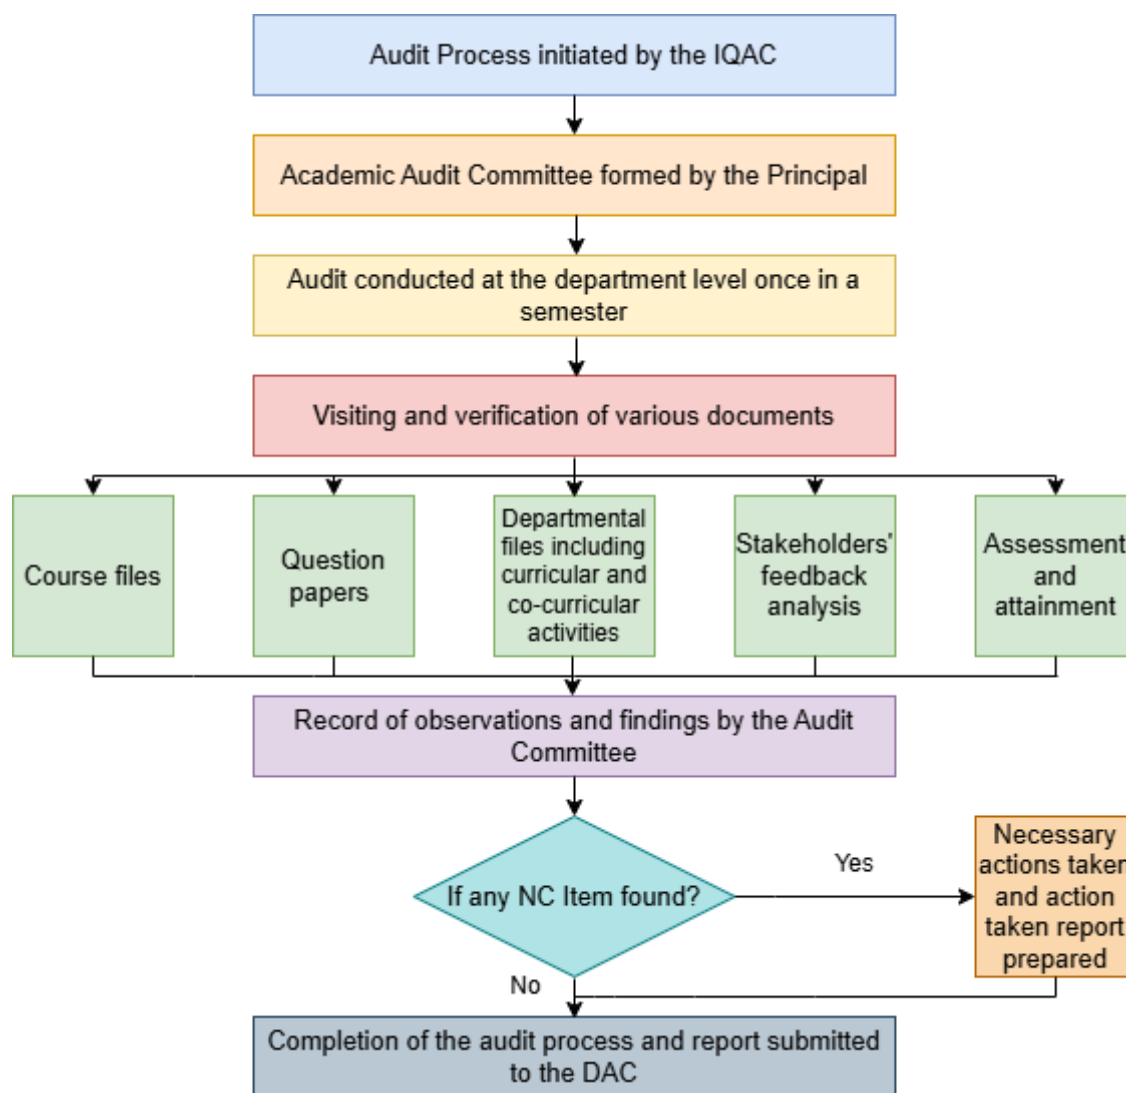 Audit Process initiated by the IQAC
Academic Audit Committee formed by the Principal
Audit conducted at the department level once in a
semester
Visiting and verification of various documents
Course files
Question
papers
Departmental
files including
curricular and
co-curricular
activities
Stakeholders'
feedback
analysis
Assessment
and
attainment
Record of observations and findings by the Audit
Committee
If any NC Item found?
Yes
Necessary
actions taken
and action
taken report
prepared
No
Completion of the audit process and report submitted
to the DAC